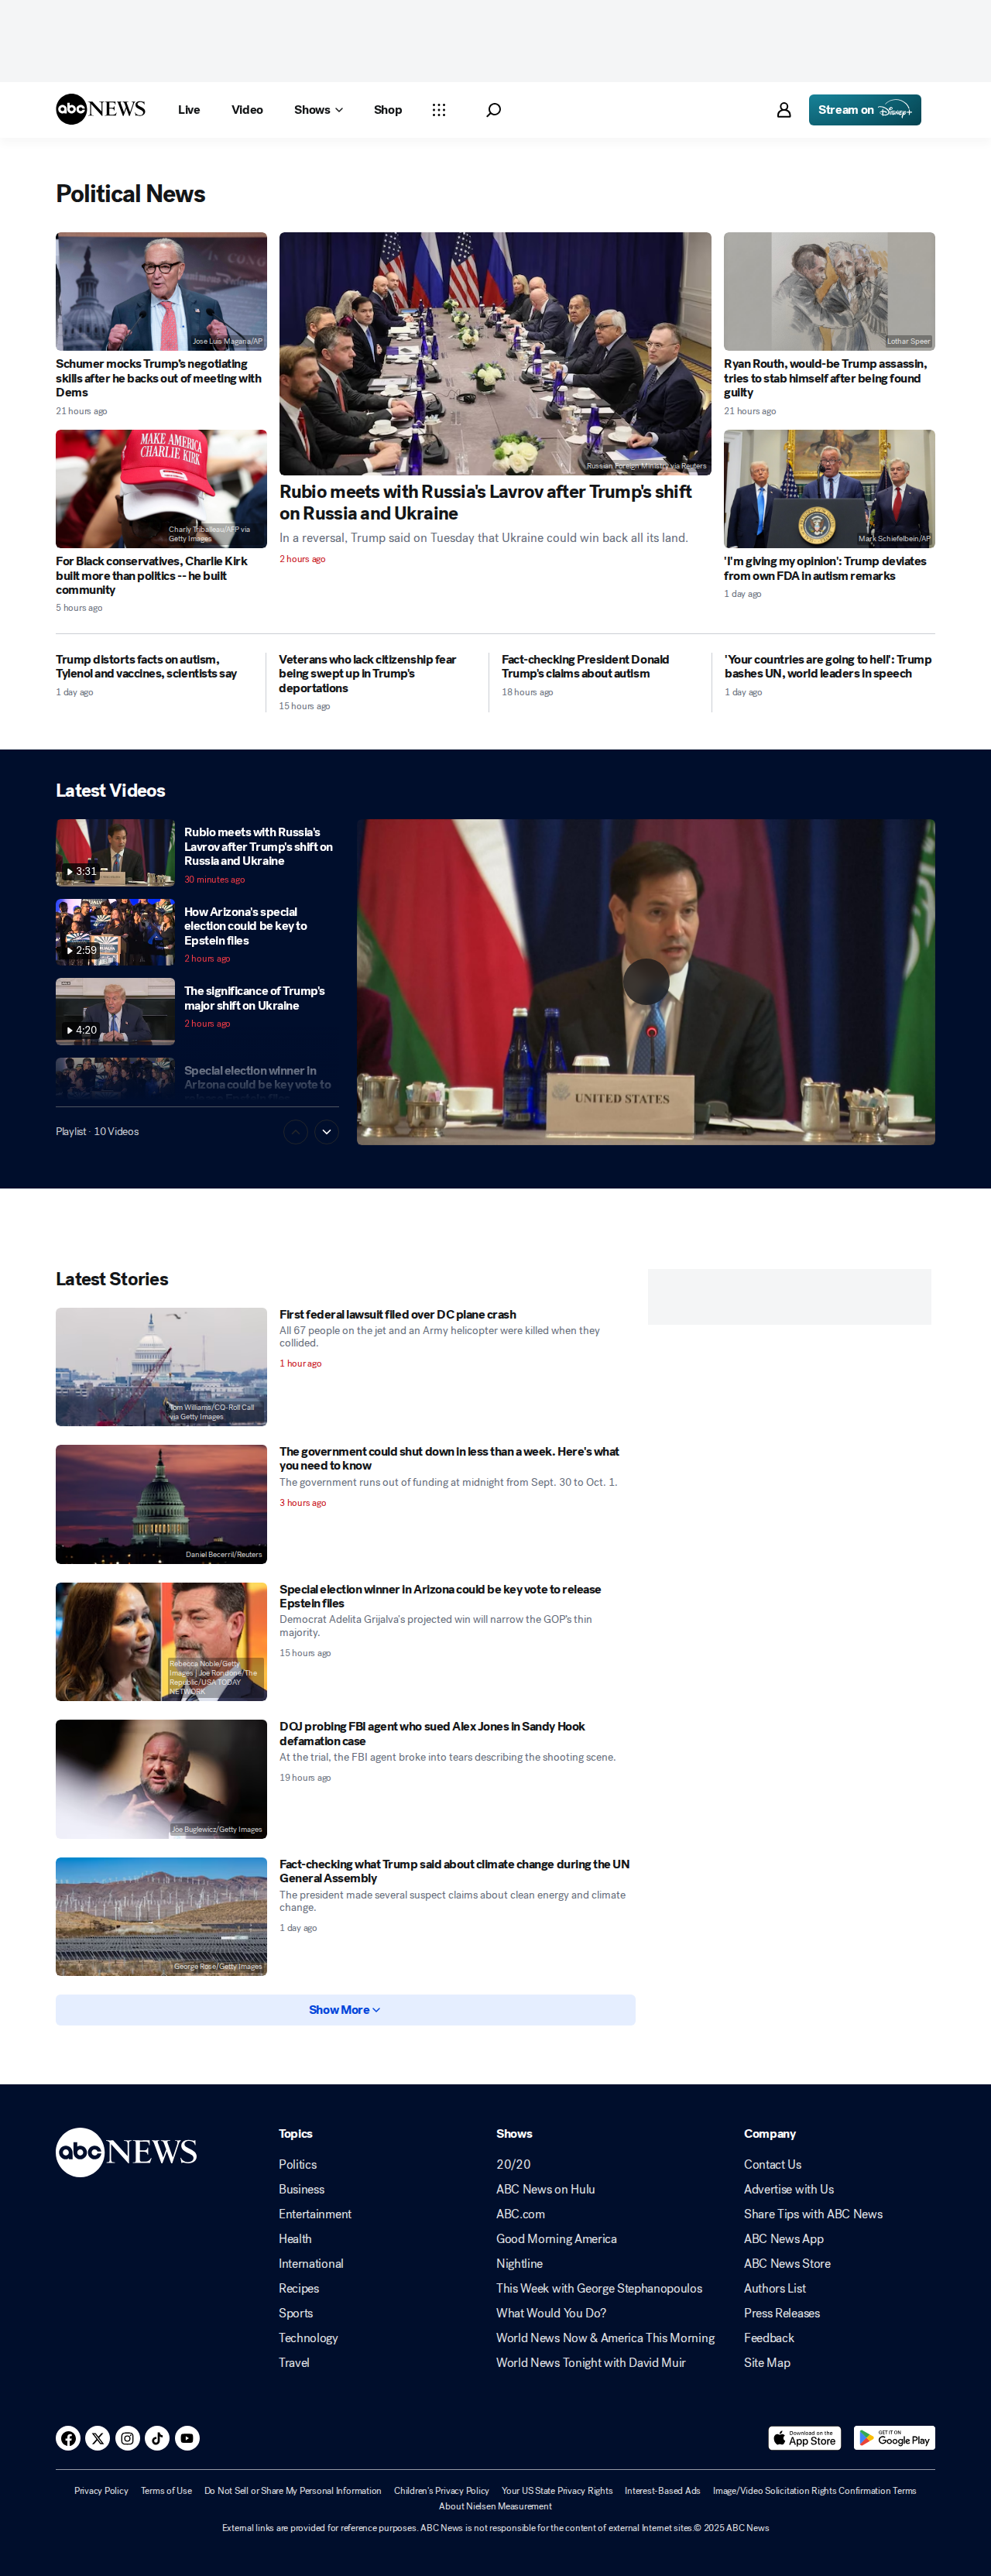 abc NEWS
Live
Video
Shows
Shop
Stream on Disney+
Political News
Jose Luis Magana/AP
Schumer mocks Trump's negotiating
skills after he backs out of meeting with
Dems
21 hours ago
MAKE AMERICA
CHARLIE KIRK
Charly Triballeau/AFP via
Getty Images
For Black conservatives, Charlie Kirk
built more than politics -- he built
community
5 hours ago
Russian Foreign Ministry via Reuters
Rubio meets with Russia's Lavrov after Trump's shift
on Russia and Ukraine
In a reversal, Trump said on Tuesday that Ukraine could win back all its land.
2 hours ago
Lothar Speer
Ryan Routh, would-be Trump assassin,
tries to stab himself after being found
guilty
21 hours ago
Mark Schiefelbein/AP
'I'm giving my opinion': Trump deviates
from own FDA in autism remarks
1 day ago
Trump distorts facts on autism,
Tylenol and vaccines, scientists say
1 day ago
Veterans who lack citizenship fear
being swept up in Trump's
deportations
15 hours ago
Fact-checking President Donald
Trump's claims about autism
18 hours ago
'Your countries are going to hell': Trump
bashes UN, world leaders in speech
1 day ago
Latest Videos
3:31
Rubio meets with Russia's
Lavrov after Trump's shift on
Russia and Ukraine
30 minutes ago
2:59
How Arizona's special
election could be key to
Epstein files
2 hours ago
4:20
The significance of Trump's
major shift on Ukraine
2 hours ago
Special election winner in
Arizona could be key vote to
release Epstein files
Playlist · 10 Videos
UNITED STATES
Latest Stories
Tom Williams/CQ-Roll Call
via Getty Images
First federal lawsuit filed over DC plane crash
All 67 people on the jet and an Army helicopter were killed when they
collided.
1 hour ago
Daniel Becerril/Reuters
The government could shut down in less than a week. Here's what
you need to know
The government runs out of funding at midnight from Sept. 30 to Oct. 1.
3 hours ago
Rebecca Noble/Getty
Images | Joe Rondone/The
Republic/USA TODAY
NETWORK
Special election winner in Arizona could be key vote to release
Epstein files
Democrat Adelita Grijalva's projected win will narrow the GOP's thin
majority.
15 hours ago
Joe Buglewicz/Getty Images
DOJ probing FBI agent who sued Alex Jones in Sandy Hook
defamation case
At the trial, the FBI agent broke into tears describing the shooting scene.
19 hours ago
George Rose/Getty Images
Fact-checking what Trump said about climate change during the UN
General Assembly
The president made several suspect claims about clean energy and climate
change.
1 day ago
Show More
abc NEWS
Topics
Politics
Business
Entertainment
Health
International
Recipes
Sports
Technology
Travel
Shows
20/20
ABC News on Hulu
ABC.com
Good Morning America
Nightline
This Week with George Stephanopoulos
What Would You Do?
World News Now & America This Morning
World News Tonight with David Muir
Company
Contact Us
Advertise with Us
Share Tips with ABC News
ABC News App
ABC News Store
Authors List
Press Releases
Feedback
Site Map
Download on the
App Store
GET IT ON
Google Play
Privacy Policy Terms of Use Do Not Sell or Share My Personal Information Children's Privacy Policy Your US State Privacy Rights Interest-Based Ads Image/Video Solicitation Rights Confirmation Terms
About Nielsen Measurement
External links are provided for reference purposes. ABC News is not responsible for the content of external Internet sites.© 2025 ABC News